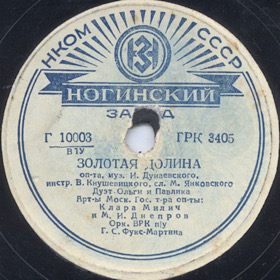 НКОМ СССР
НОГИНСКИЙ
ЗАВОД
Г 10003 ГРК 3405
В1У
ЗОЛОТАЯ ДОЛИНА
оп-та, муз. И. Дунаевского,
инстр. В. Кнушевицкого, сл. М. Янковского
Дуэт Ольги и Павлика
Арт-ы Моск. Гос. т-ра оп-ты:
Клара Милич
и М. И. Днепров
Орк. ВРК п/у
Г. С. Фукс-Мартина